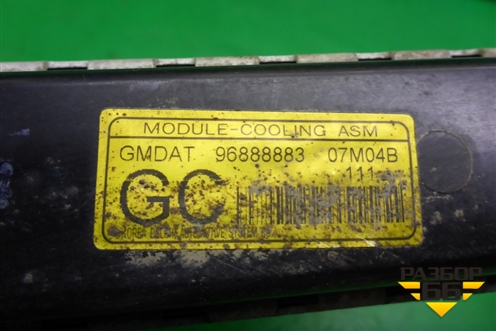 MODULE-COOLING ASM
GMDAT 96888883 07M04B
111
GC
РАЗБОР
66